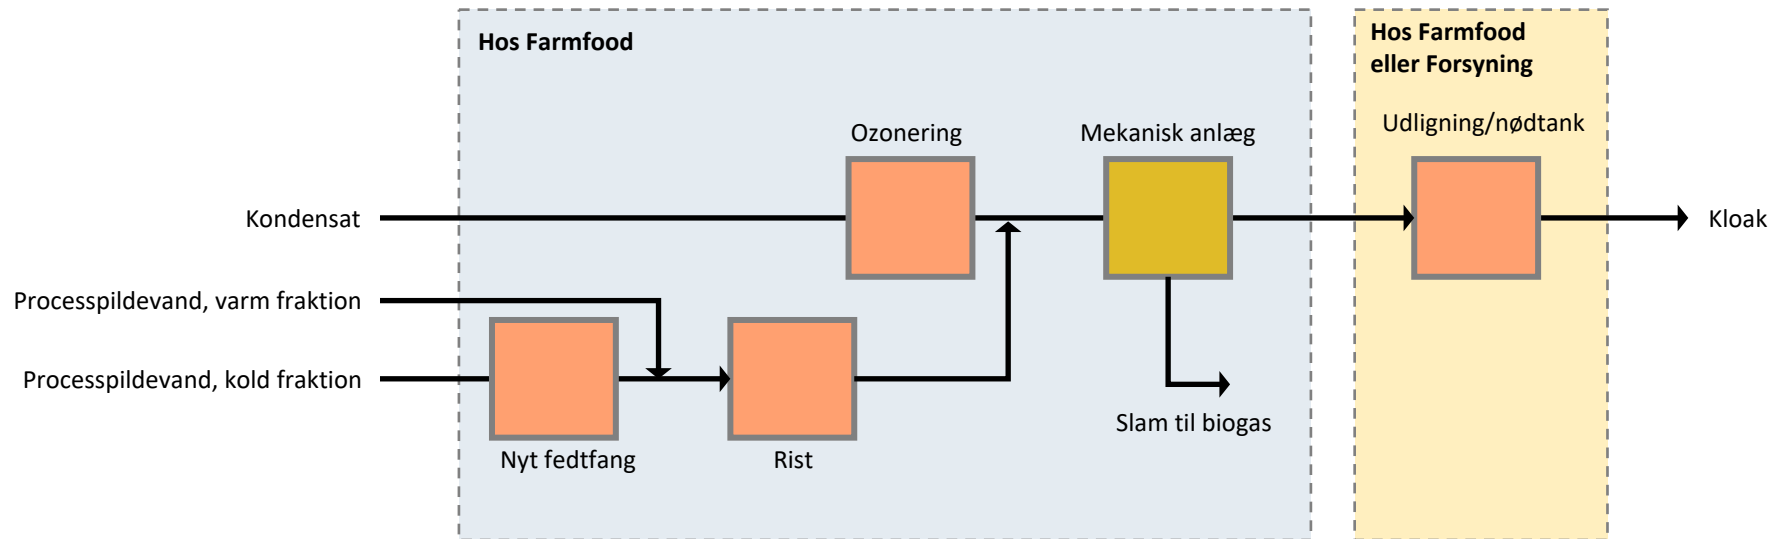 Hos Farmfood
Hos Farmfood
eller Forsyning
Ozonering
Mekanisk anlæg
Udligning/nødtank
Kondensat
Kloak
Processpildevand, varm fraktion
Processpildevand, kold fraktion
Slam til biogas
Nyt fedtfang
Rist